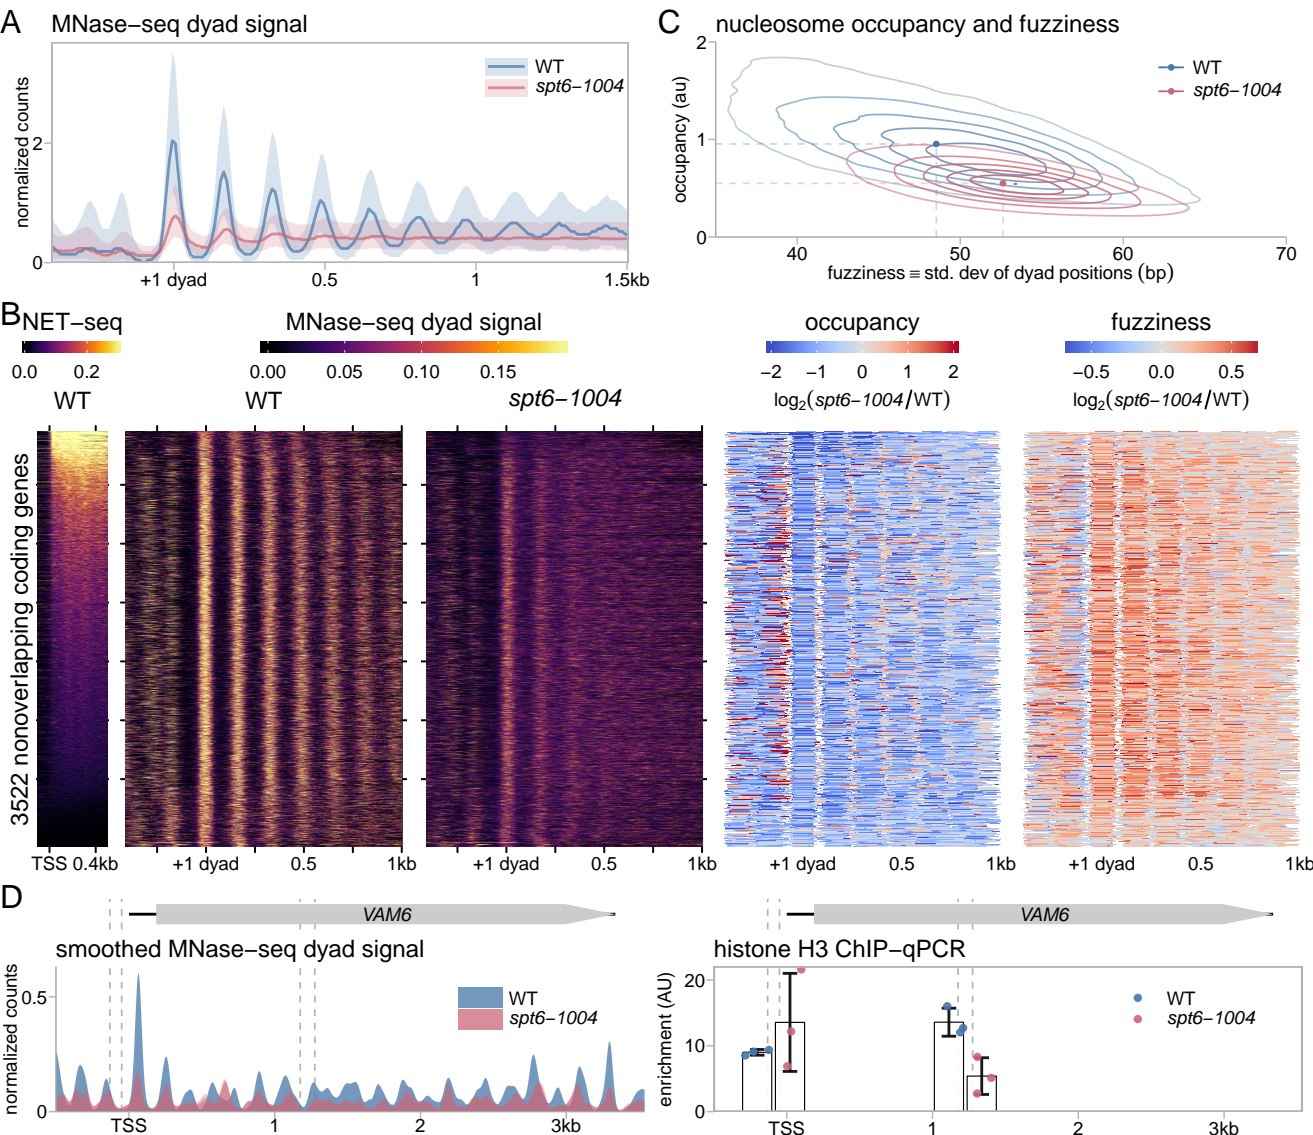 A MNase−seq dyad signal
normalized counts
2
0
WT
spt6−1004
+1 dyad 0.5 1 1.5kb
C nucleosome occupancy and fuzziness
occupancy (au)
2
1
0
WT
spt6−1004
40 50 60 70
fuzziness ≡ std. dev of dyad positions (bp)
B
NET−seq
0.0 0.2
WT
MNase−seq dyad signal
0.00 0.05 0.10 0.15
WT
spt6−1004
occupancy
−2 −1 0 1 2
log2(spt6−1004/WT)
fuzziness
−0.5 0.0 0.5
log2(spt6−1004/WT)
3522 nonoverlapping coding genes
TSS 0.4kb
+1 dyad 0.5 1kb
+1 dyad 0.5 1kb
+1 dyad 0.5 1kb
+1 dyad 0.5 1kb
D
VAM6
smoothed MNase−seq dyad signal
normalized counts
0.5
0
WT
spt6−1004
TSS 1 2 3kb
VAM6
histone H3 ChIP−qPCR
enrichment (AU)
20
10
0
WT
spt6−1004
TSS 1 2 3kb